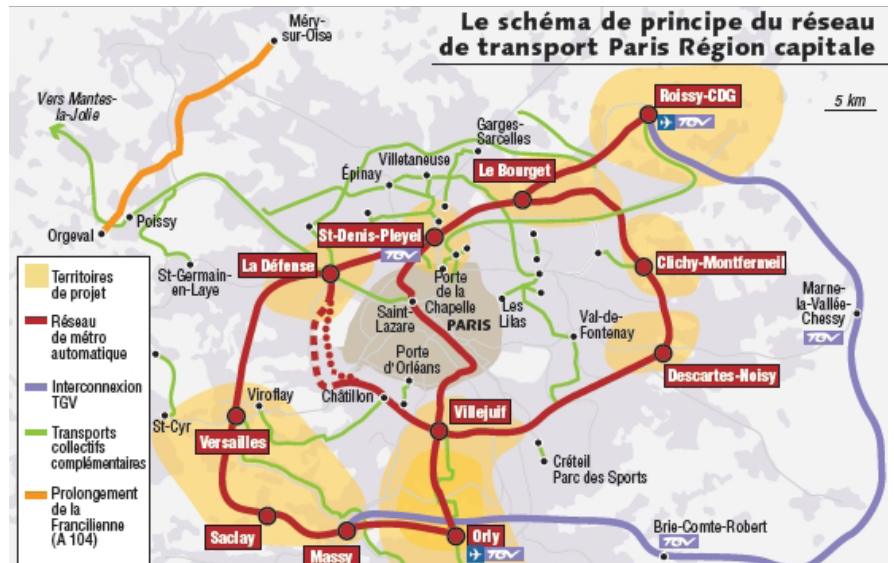 Le schéma de principe du réseau
de transport Paris Région capitale
Méry-
sur-Oise
Vers Mantes-
la-Jolie
Roissy-CDG
TGV
5 km
Garges-
Sarcelles
Villetaneuse
Le Bourget
Épinay
Poissy
Orgeval
St-Denis-Pleyel
TGV
La Défense
Clichy-Montfermeil
St-Germain-
en-Laye
Porte
de la
Chapelle
Saint-
Lazare
PARIS
Les
Lilas
Val-de-
Fontenay
Marne-
la-Vallée-
Chessy
TGV
Porte
d'Orléans
Descartes-Noisy
Viroflay
Châtillon
Villejuif
St-Cyr
Versailles
Créteil
Parc des Sports
Saclay
Massy
Orly
TGV
Brie-Comte-Robert
TGV
Territoires
de projet
Réseau
de métro
automatique
Interconnexion
TGV
Transports
collectifs
complémentaires
Prolongement
de la
Francilienne
(A 104)